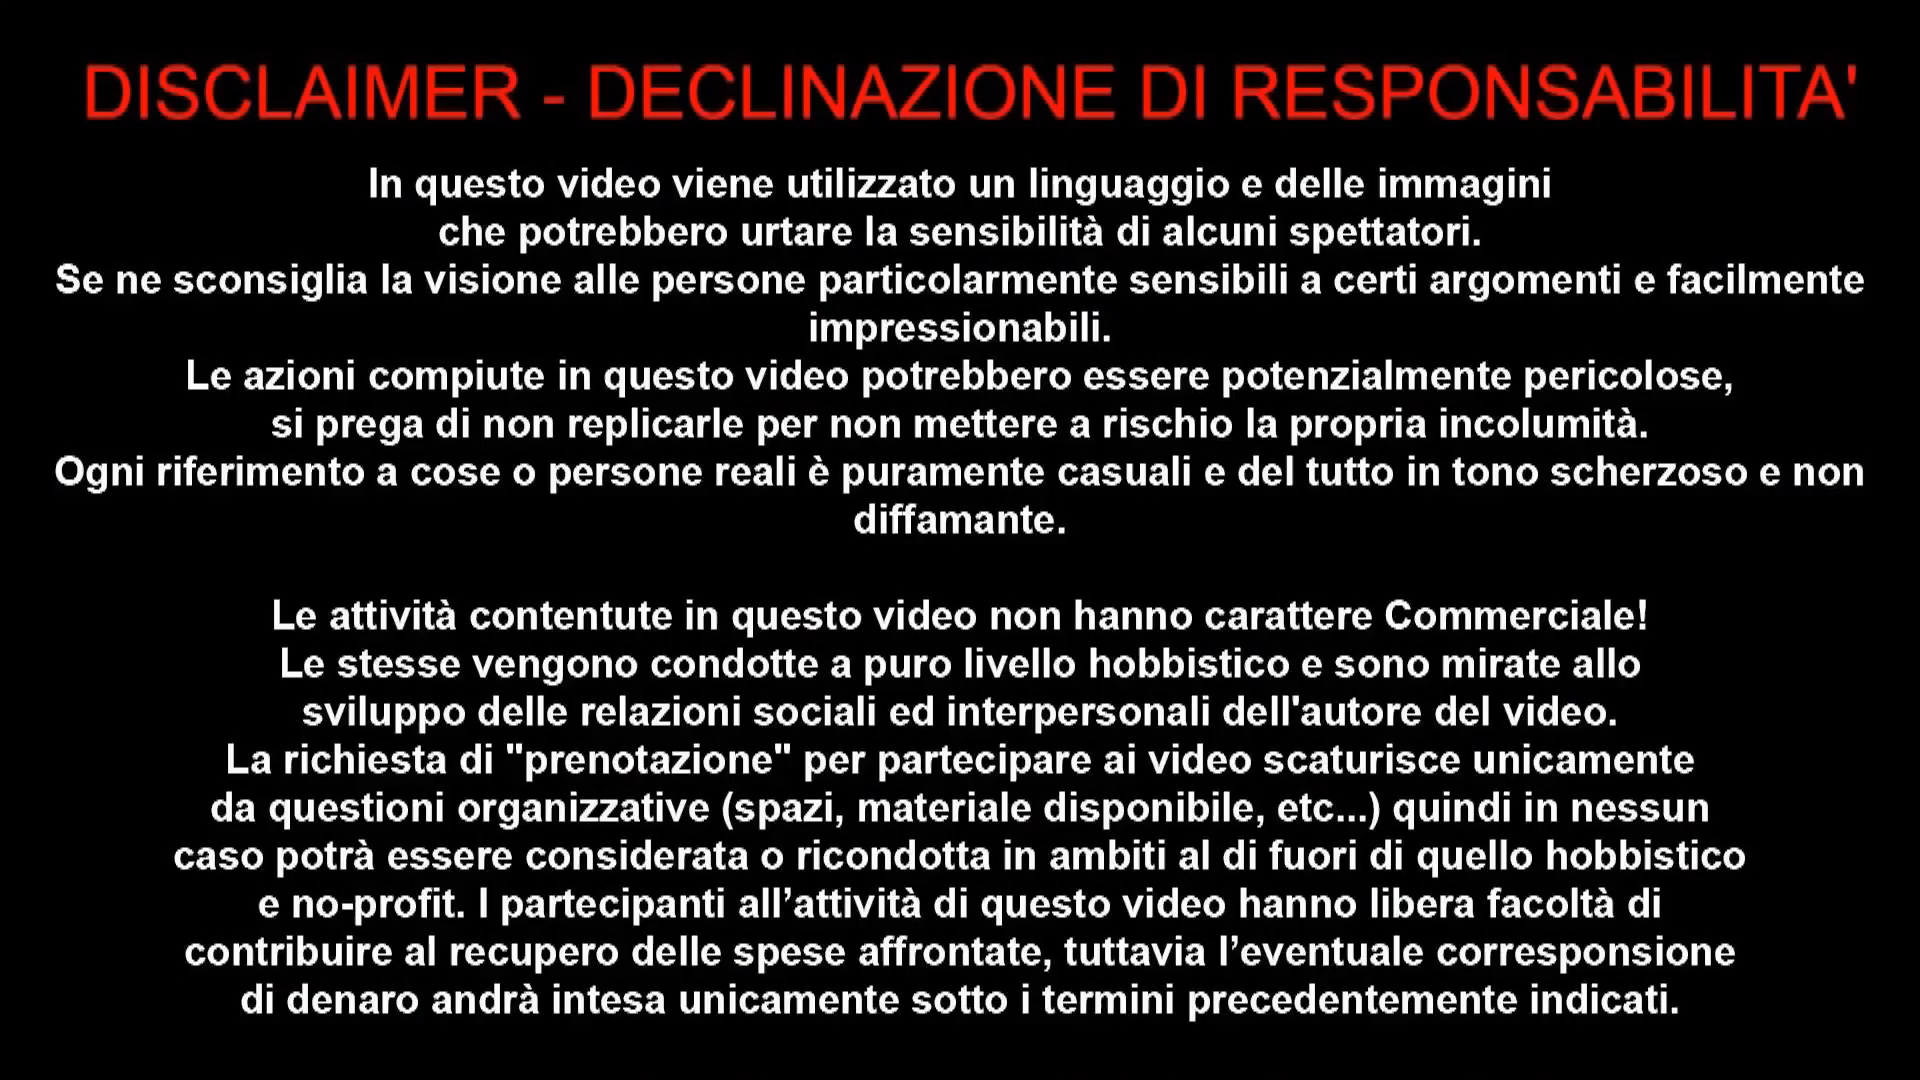 DISCLAIMER - DECLINAZIONE DI RESPONSABILITA'
In questo video viene utilizzato un linguaggio e delle immagini
che potrebbero urtare la sensibilità di alcuni spettatori.
Se ne sconsiglia la visione alle persone particolarmente sensibili a certi argomenti e facilmente
impressionabili.
Le azioni compiute in questo video potrebbero essere potenzialmente pericolose,
si prega di non replicarle per non mettere a rischio la propria incolumità.
Ogni riferimento a cose o persone reali è puramente casuali e del tutto in tono scherzoso e non
diffamante.
Le attività contentute in questo video non hanno carattere Commerciale!
Le stesse vengono condotte a puro livello hobbistico e sono mirate allo
sviluppo delle relazioni sociali ed interpersonali dell'autore del video.
La richiesta di "prenotazione" per partecipare ai video scaturisce unicamente
da questioni organizzative (spazi, materiale disponibile, etc...) quindi in nessun
caso potrà essere considerata o ricondotta in ambiti al di fuori di quello hobbistico
e no-profit. I partecipanti all’attività di questo video hanno libera facoltà di
contribuire al recupero delle spese affrontate, tuttavia l’eventuale corresponsione
di denaro andrà intesa unicamente sotto i termini precedentemente indicati.